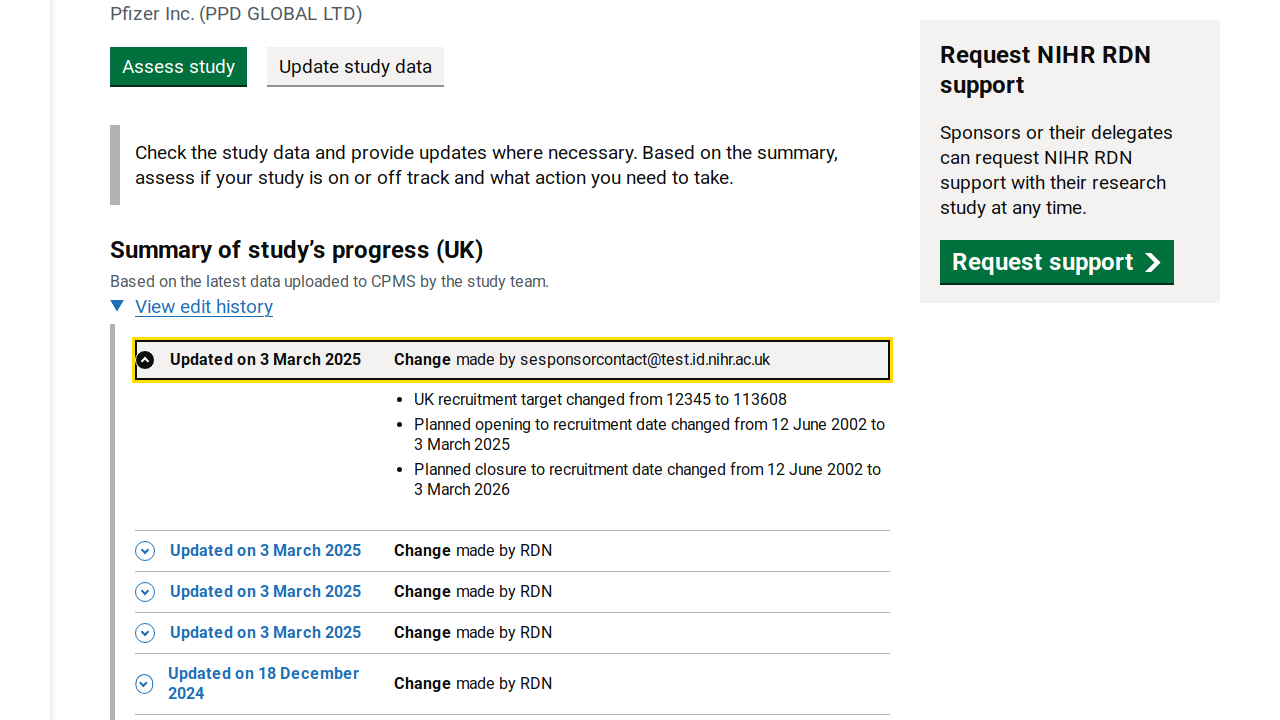 Pfizer Inc. (PPD GLOBAL LTD)
Assess study
Update study data
Check the study data and provide updates where necessary. Based on the summary,
assess if your study is on or off track and what action you need to take.
Summary of study’s progress (UK)
Based on the latest data uploaded to CPMS by the study team.
View edit history
Updated on 3 March 2025 Change made by sesponsorcontact@test.id.nihr.ac.uk
• UK recruitment target changed from 12345 to 113608
• Planned opening to recruitment date changed from 12 June 2002 to
3 March 2025
• Planned closure to recruitment date changed from 12 June 2002 to
3 March 2026
Updated on 3 March 2025 Change made by RDN
Updated on 3 March 2025 Change made by RDN
Updated on 3 March 2025 Change made by RDN
Updated on 18 December
2024
Change made by RDN
Request NIHR RDN
support
Sponsors or their delegates
can request NIHR RDN
support with their research
study at any time.
Request support